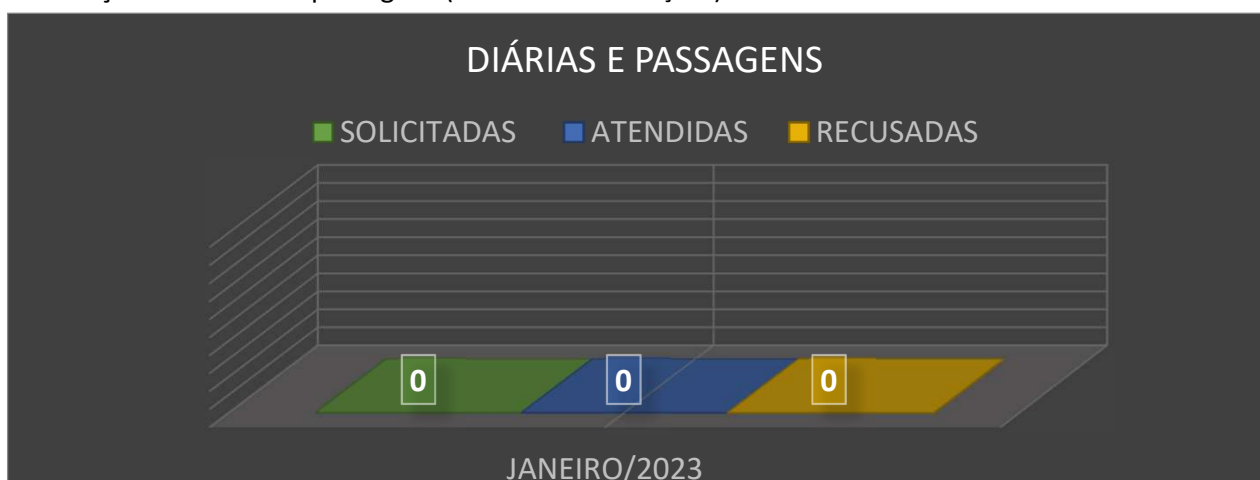 DIÁRIAS E PASSAGENS
SOLICITADAS ATENDIDAS RECUSADAS
0 0 0
JANEIRO/2023